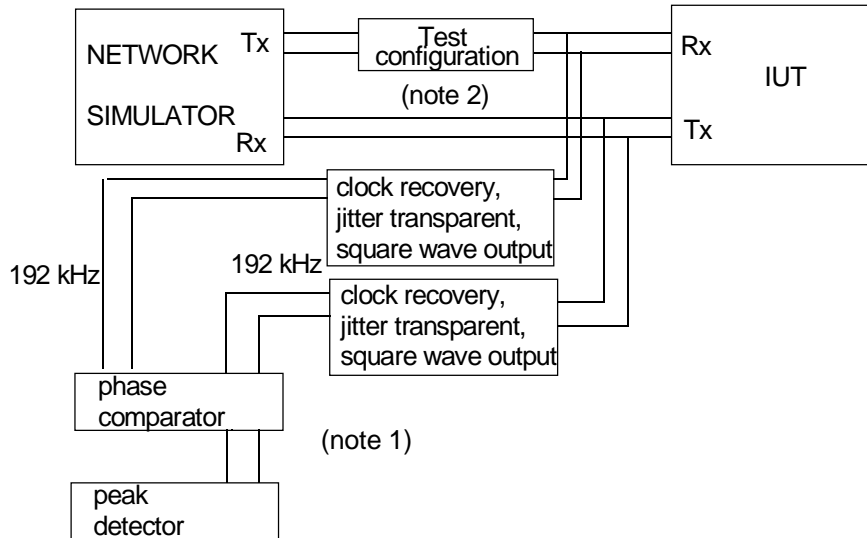 NETWORK
SIMULATOR
Tx
Rx
Test
configuration
(note 2)
Rx
Tx
IUT
clock recovery,
jitter transparent,
square wave output
192 kHz
192 kHz
clock recovery,
jitter transparent,
square wave output
phase
comparator
(note 1)
peak
detector